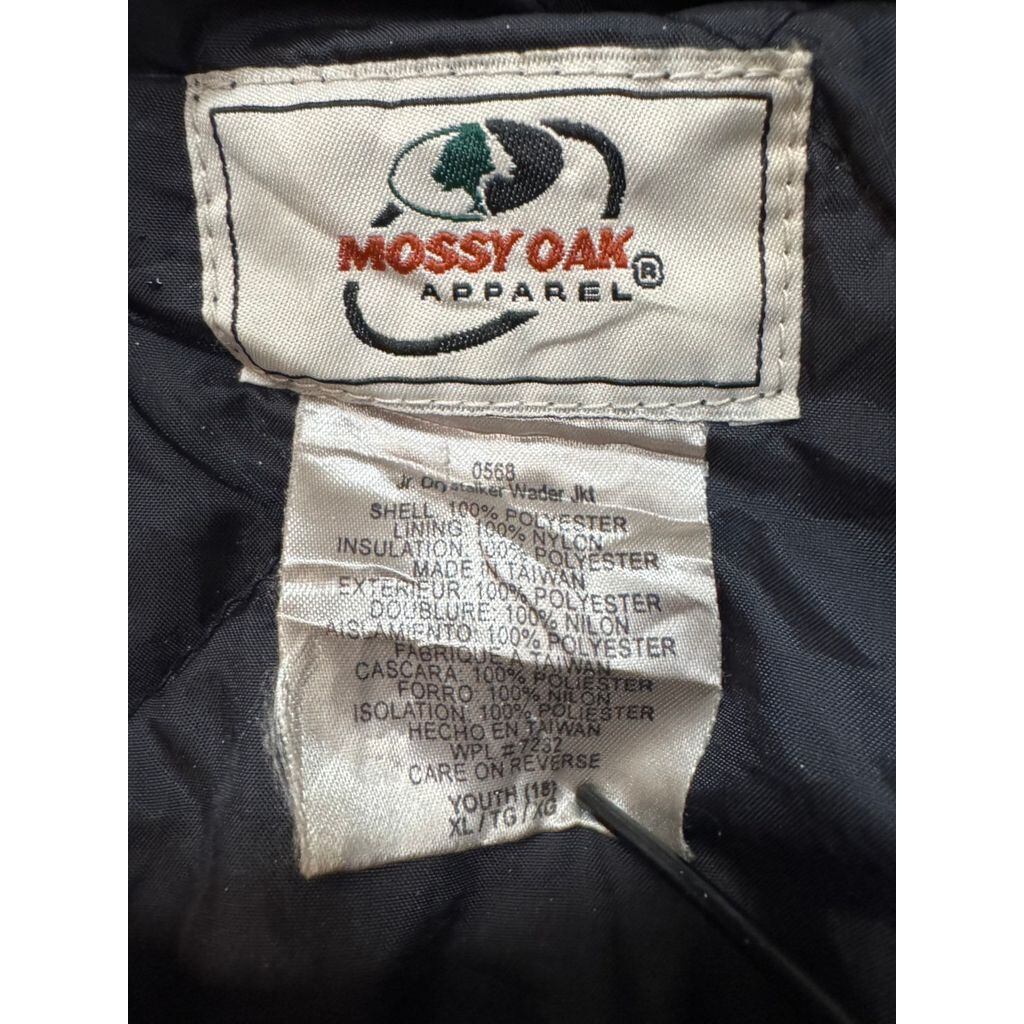 MOSSY OAK ®
APPAREL
0568
Jr Drystalker Wader Jkt
SHELL: 100% POLYESTER
LINING: 100% NYLON
INSULATION: 100% POLYESTER
MADE IN TAIWAN
EXTERIEUR: 100% POLYESTER
DOUBLURE: 100% NILON
AISLAMIENTO: 100% POLYESTER
FABRIQUE A TAIWAN
CASCARA: 100% POLIESTER
FORRO: 100% NILON
ISOLATION: 100% POLIESTER
HECHO EN TAIWAN
WPL #7232
CARE ON REVERSE
YOUTH (18)
XL / TG / XG